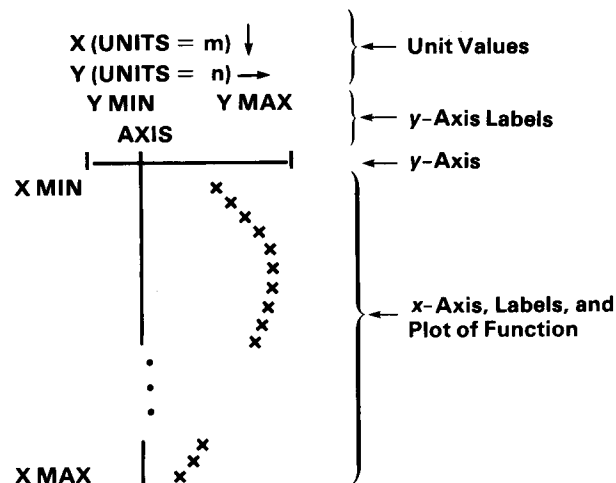 X (UNITS = m) ↓
Y (UNITS = n) →
Unit Values
Y MIN Y MAX
y-Axis Labels
AXIS
y-Axis
X MIN
x-Axis, Labels, and
Plot of Function
X MAX